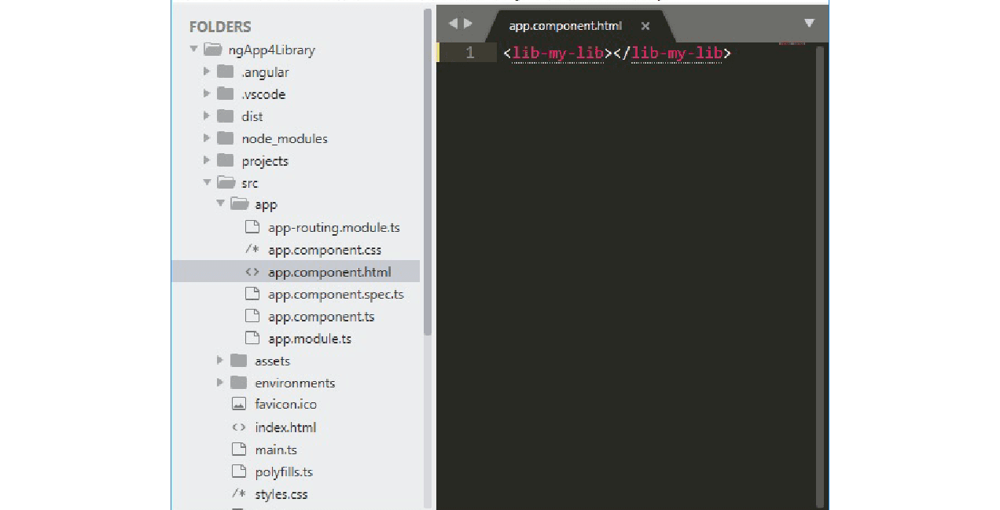 FOLDERS
ngApp4Library
.angular
.vscode
dist
node_modules
projects
src
app
app-routing.module.ts
/* app.component.css
<> app.component.html
app.component.spec.ts
app.component.ts
app.module.ts
assets
environments
favicon.ico
<> index.html
main.ts
polyfills.ts
/* styles.css
app.component.html ×
1 <lib-my-lib></lib-my-lib>